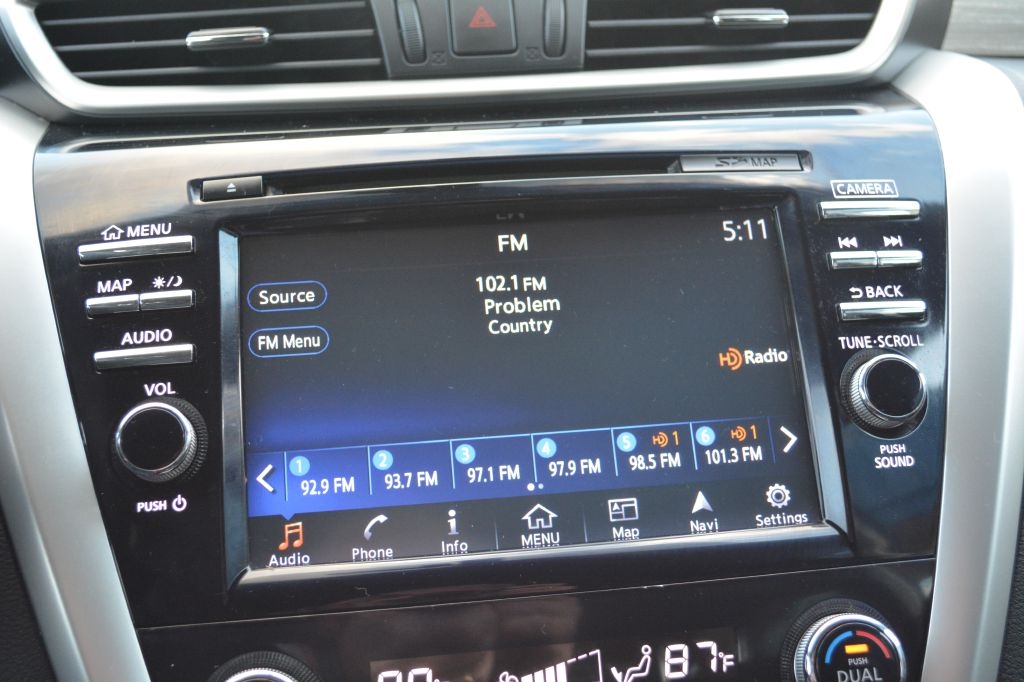 SD MAP
CAMERA
MENU
MAP
AUDIO
VOL
PUSH
FM
5:11
Source
FM Menu
102.1 FM
Problem
Country
HD Radio
BACK
TUNE·SCROLL
PUSH
SOUND
1 92.9 FM
2 93.7 FM
3 97.1 FM
4 97.9 FM
5 HD 1 98.5 FM
6 HD 1 101.3 FM
Audio
Phone
Info
MENU
Map
Navi
Settings
87°F
PUSH
DUAL